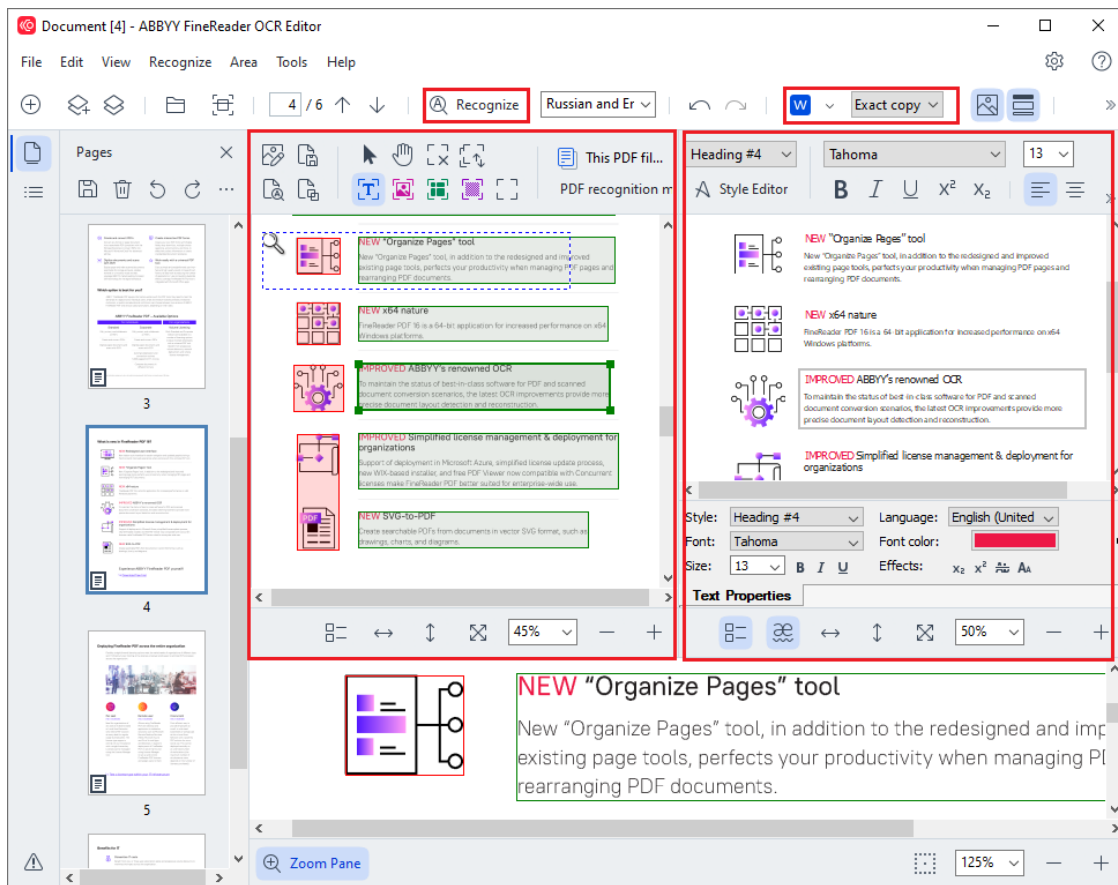 Document [4] - ABBYY FineReader OCR Editor
File Edit View Recognize Area Tools Help
4 / 6 Recognize Russian and Er W Exact copy »
Pages
This PDF fil...
PDF recognition m
Heading #4 Tahoma 13
A Style Editor B I U X² X₂ »
3
4
5
NEW "Organize Pages" tool
New "Organize Pages" tool, in addition to the redesigned and improved
existing page tools, perfects your productivity when managing PDF pages and
rearranging PDF documents.
NEW x64 nature
FineReader PDF 16 is a 64-bit application for increased performance on x64
Windows platforms.
IMPROVED ABBYY's renowned OCR
To maintain the status of best-in-class software for PDF and scanned
document conversion scenarios, the latest OCR improvements provide more
precise document layout detection and reconstruction.
IMPROVED Simplified license management & deployment for
organizations
Support of deployment in Microsoft Azure, simplified license update process,
new WIX-based installer, and free PDF Viewer now compatible with Concurrent
licenses make FineReader PDF better suited for enterprise-wide use.
PDF
NEW SVG-to-PDF
Create searchable PDFs from documents in vector SVG format, such as
drawings, charts, and diagrams.
45%
NEW "Organize Pages" tool
New "Organize Pages" tool, in addition to the redesigned and improved
existing page tools, perfects your productivity when managing PDF pages and
rearranging PDF documents.
NEW x64 nature
FineReader PDF 16 is a 64-bit application for increased performance on x64
Windows platforms.
IMPROVED ABBYY's renowned OCR
To maintain the status of best-in-class software for PDF and scanned
document conversion scenarios, the latest OCR improvements provide more
precise document layout detection and reconstruction.
IMPROVED Simplified license management & deployment for
organizations
Style: Heading #4 Language: English (United
Font: Tahoma Font color:
Size: 13 B I U Effects: x₂ x² Ab AA
Text Properties
æ 50%
NEW "Organize Pages" tool
New "Organize Pages" tool, in addition to the redesigned and imp
existing page tools, perfects your productivity when managing PD
rearranging PDF documents.
Zoom Pane 125%